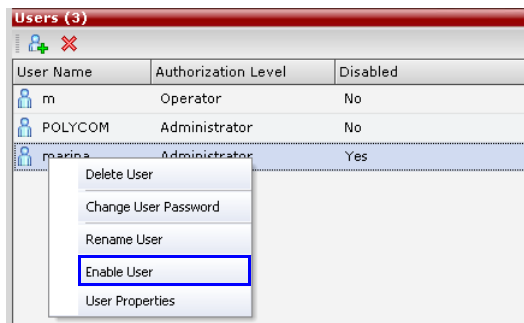 Users (3)
User Name Authorization Level Disabled
m Operator No
POLYCOM Administrator No
marina Administrator Yes
Delete User
Change User Password
Rename User
Enable User
User Properties